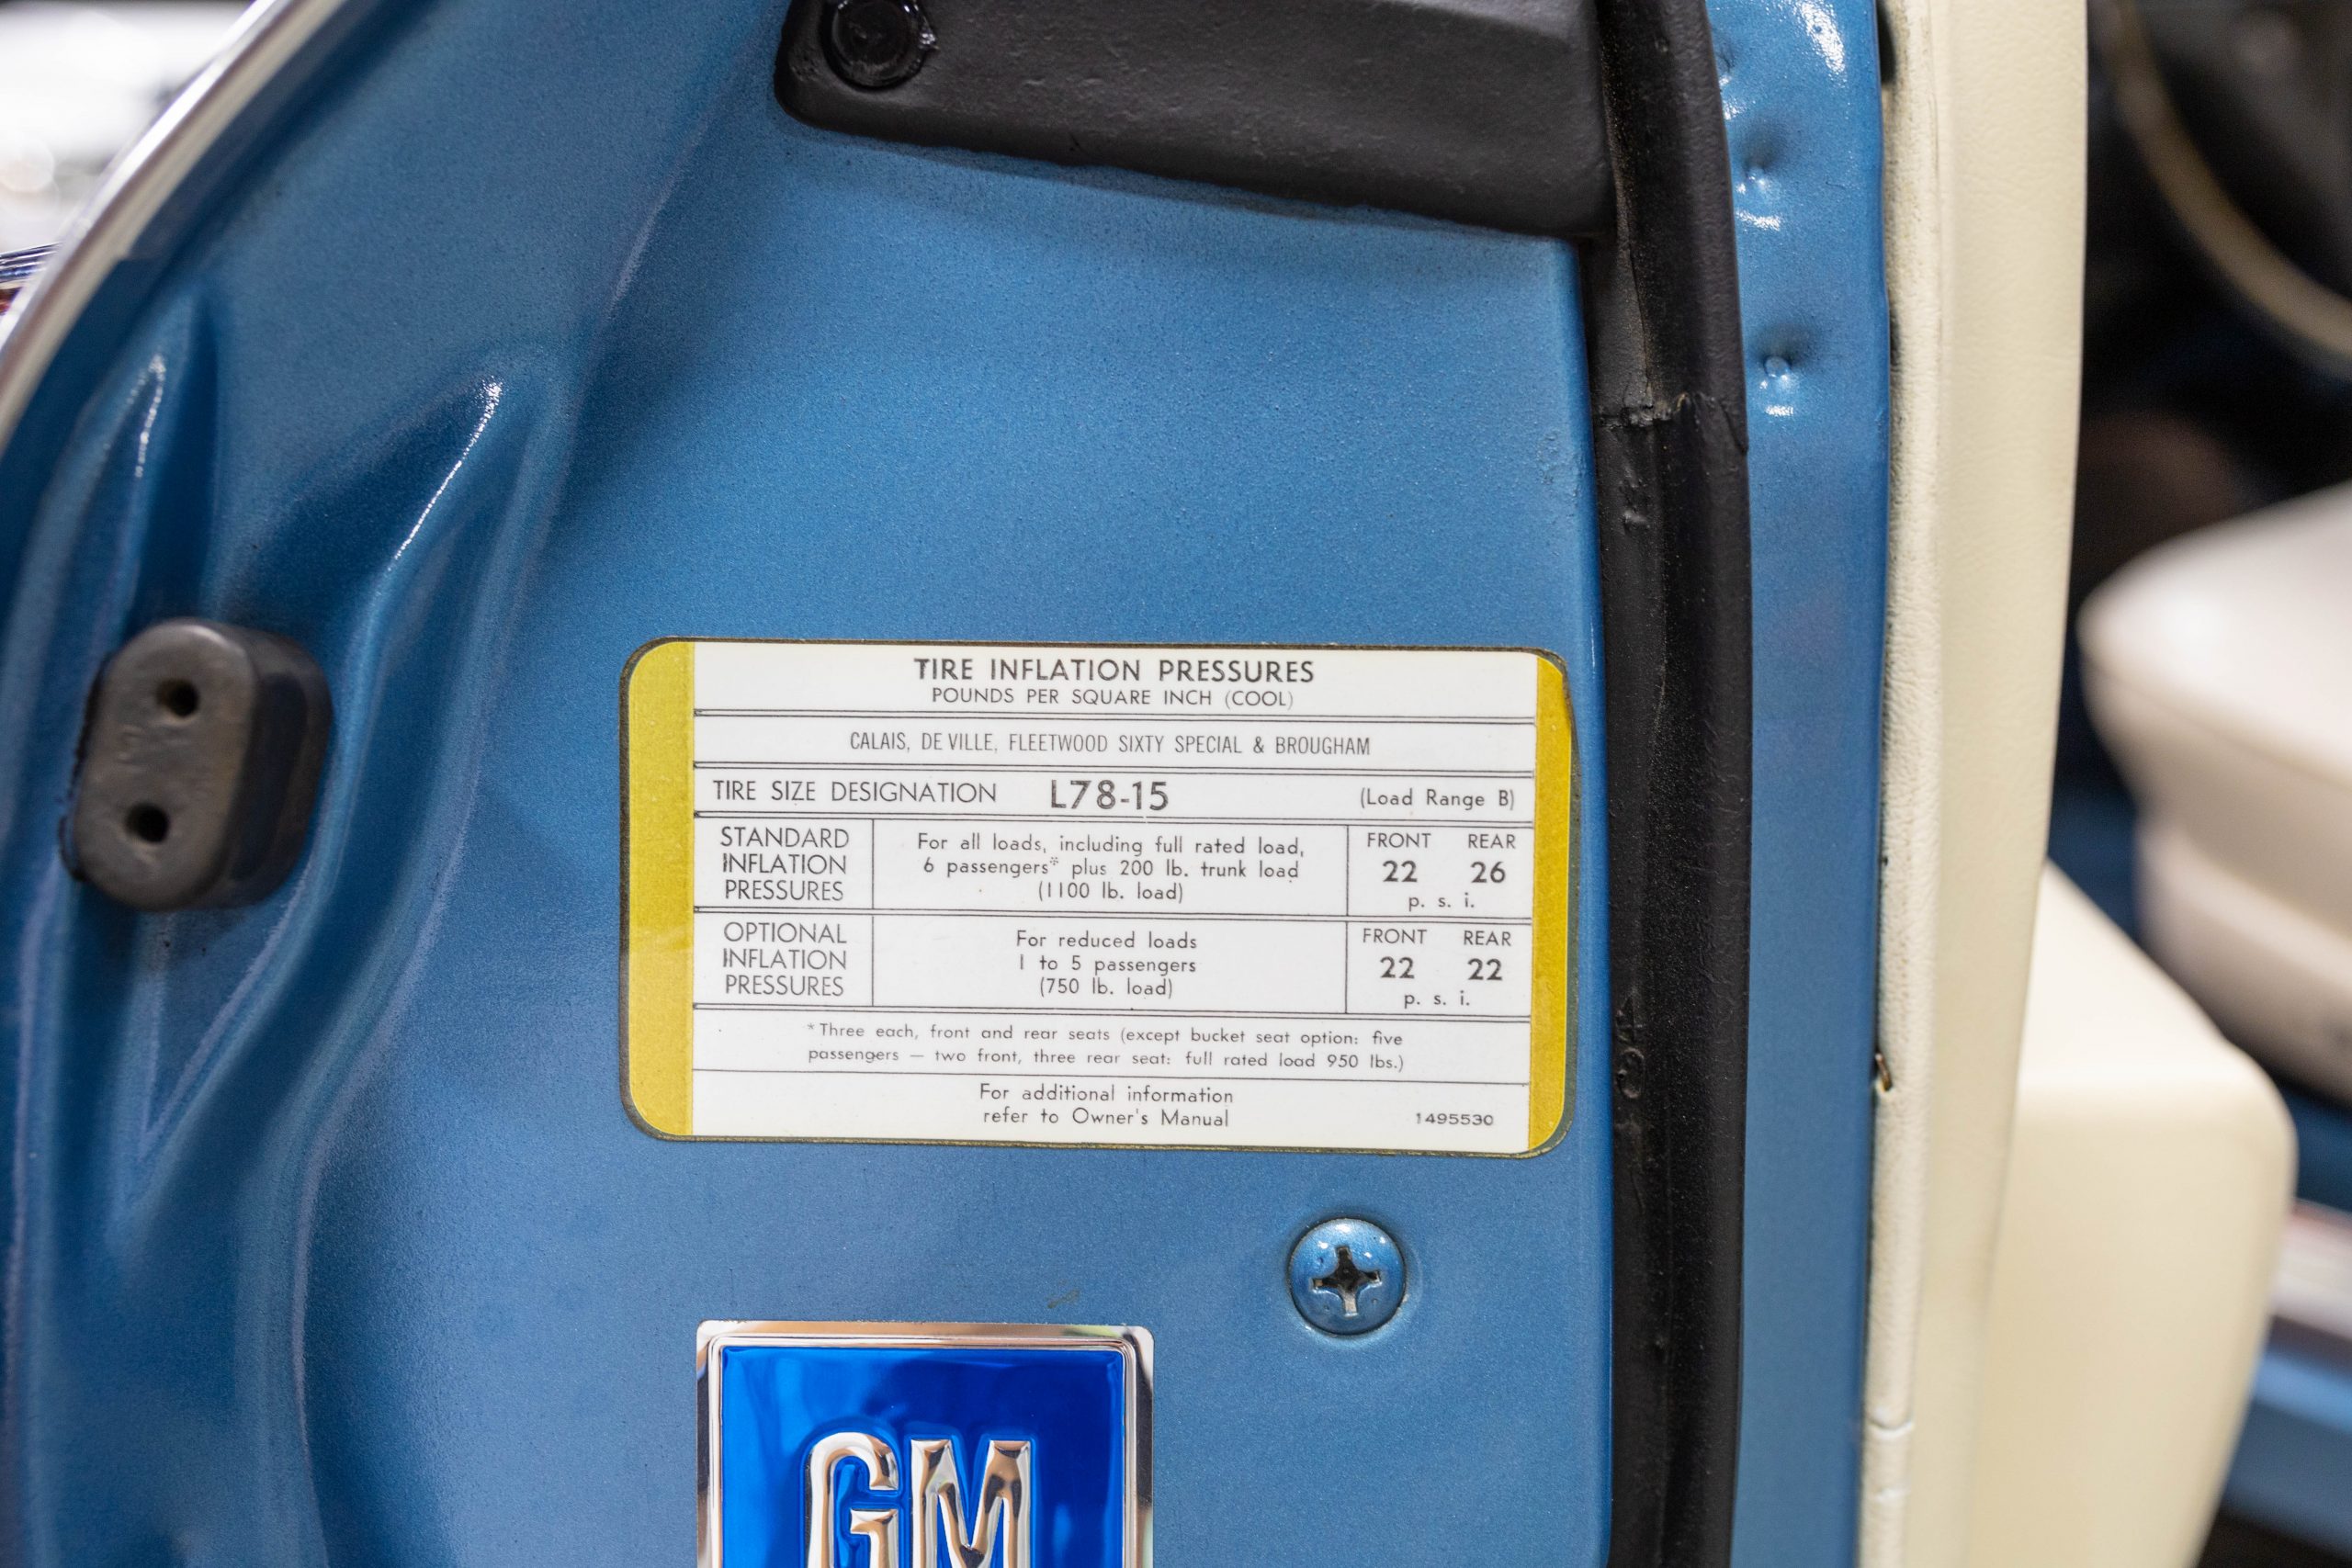 TIRE INFLATION PRESSURES
POUNDS PER SQUARE INCH (COOL)
CALAIS, DE VILLE, FLEETWOOD SIXTY SPECIAL & BROUGHAM
TIRE SIZE DESIGNATION L78-15 (Load Range B)
STANDARD
INFLATION
PRESSURES
For all loads, including full rated load,
6 passengers* plus 200 lb. trunk load
(1100 lb. load)
FRONT REAR
22 26
p. s. i.
OPTIONAL
INFLATION
PRESSURES
For reduced loads
1 to 5 passengers
(750 lb. load)
FRONT REAR
22 22
p. s. i.
*Three each, front and rear seats (except bucket seat option: five
passengers — two front, three rear seat: full rated load 950 lbs.)
For additional information
refer to Owner's Manual
1495530
GM